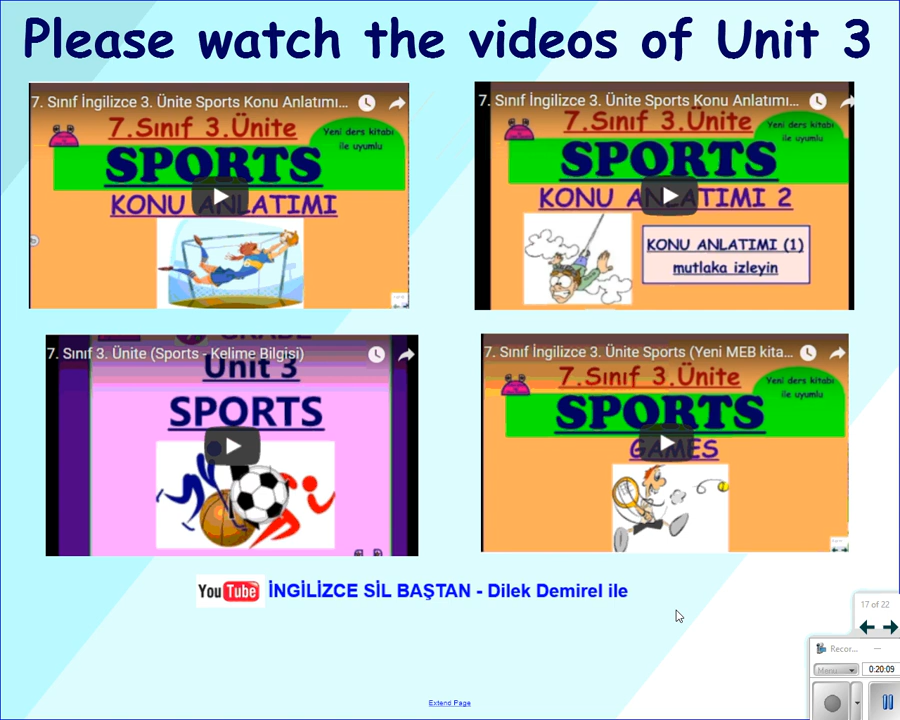 Please watch the videos of Unit 3
7. Sınıf İngilizce 3. Ünite Sports Konu Anlatımı...
7.Sınıf 3.Ünite
Yeni ders kitabı
ile uyumlu
SPORTS
KONU ANLATIMI
7. Sınıf İngilizce 3. Ünite Sports Konu Anlatımı...
7.Sınıf 3.Ünite
Yeni ders kitabı
ile uyumlu
SPORTS
KONU ANLATIMI 2
KONU ANLATIMI (1)
mutlaka izleyin
GRADE
7. Sınıf 3. Ünite (Sports - Kelime Bilgisi)
Unit 3
SPORTS
7. Sınıf İngilizce 3. Ünite Sports (Yeni MEB kita...
7.Sınıf 3.Ünite
Yeni ders kitabı
ile uyumlu
SPORTS
GAMES
YouTube İNGİLİZCE SİL BAŞTAN - Dilek Demirel ile
17 of 22
Recor...
Menu
0:20:09
Extend Page